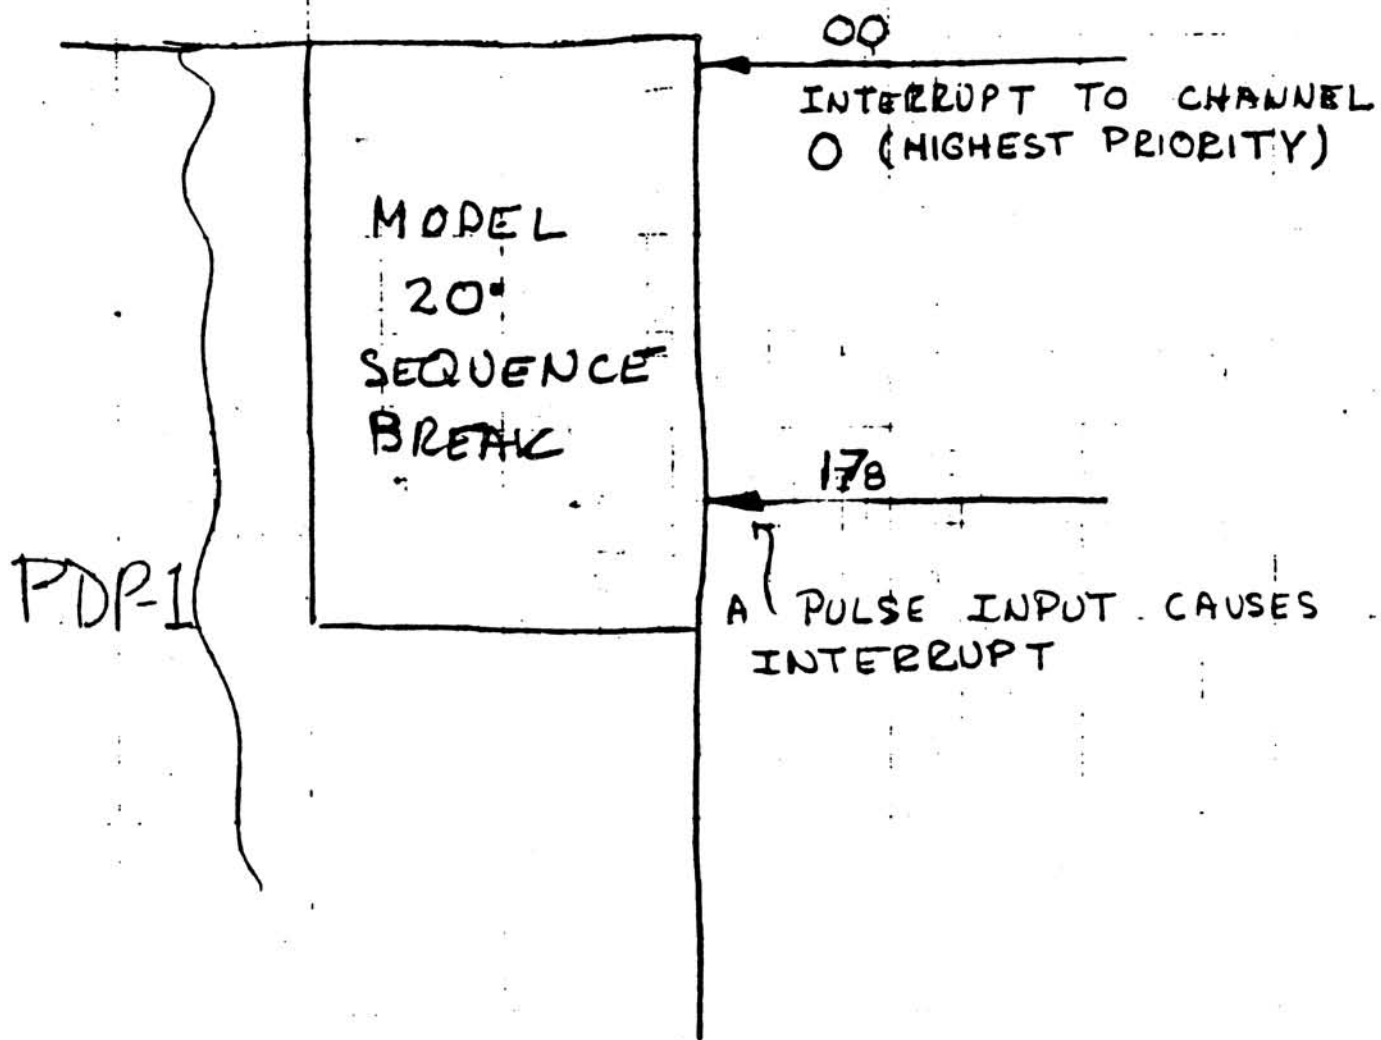 00
INTERRUPT TO CHANNEL
0 (HIGHEST PRIORITY)
MODEL
20
SEQUENCE
BREAK
178
PDP-1
A PULSE INPUT CAUSES
INTERRUPT